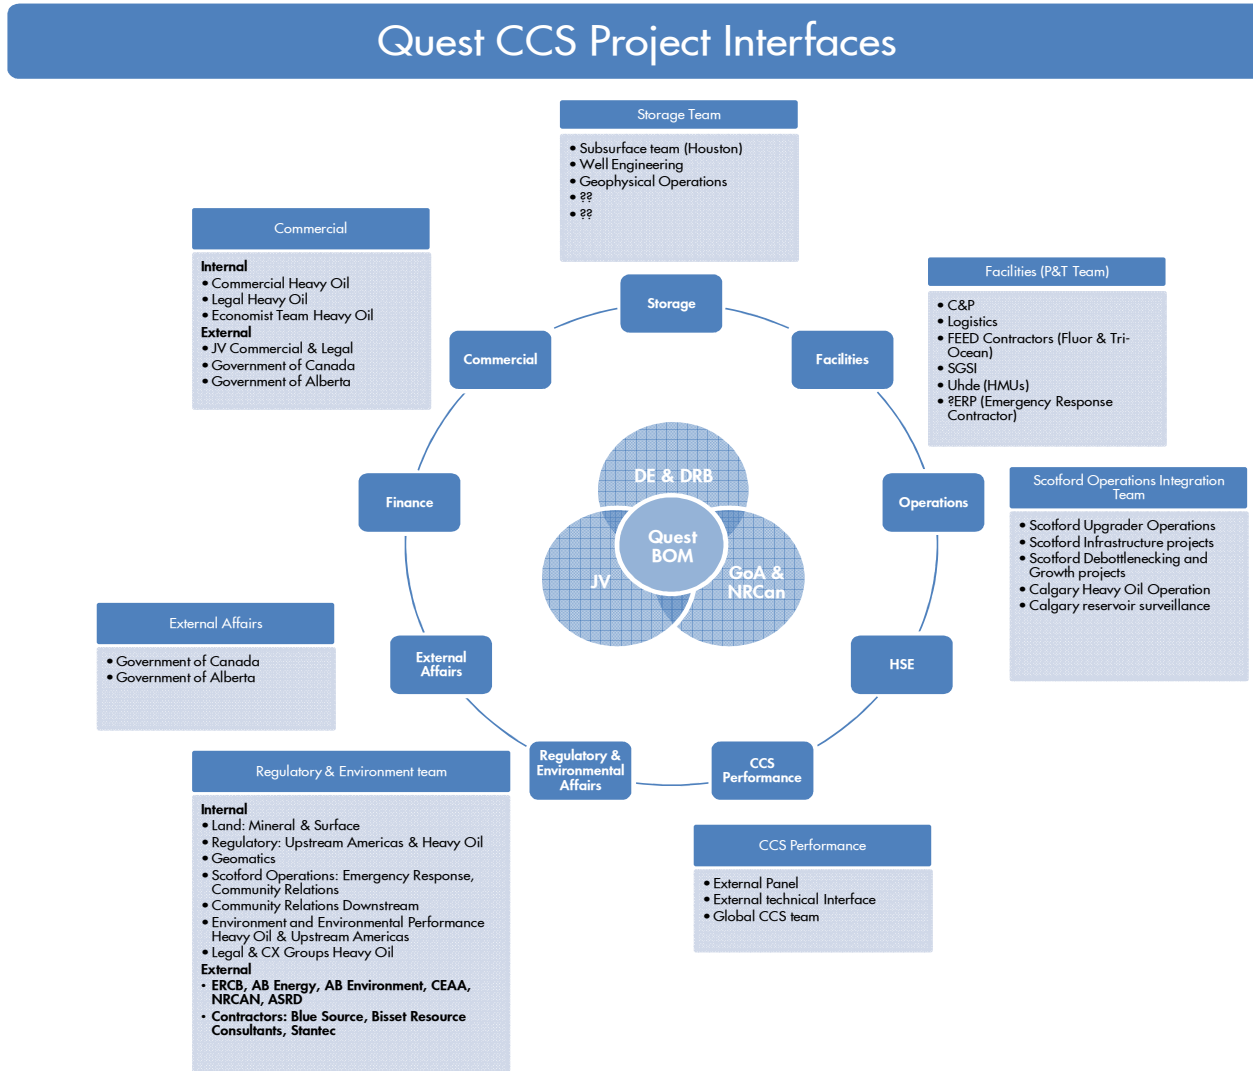 Quest CCS Project Interfaces
Storage Team
• Subsurface team (Houston)
• Well Engineering
• Geophysical Operations
• ??
• ??
Commercial
Internal
• Commercial Heavy Oil
• Legal Heavy Oil
• Economist Team Heavy Oil
External
• JV Commercial & Legal
• Government of Canada
• Government of Alberta
Facilities (P&T Team)
• C&P
• Logistics
• FEED Contractors (Fluor & Tri-
Ocean)
• SGSI
• Uhde (HMUs)
• ?ERP (Emergency Response
Contractor)
Storage
Commercial
Facilities
Finance
Operations
DE & DRB
Quest
BOM
JV
GoA &
NRCan
Scotford Operations Integration
Team
• Scotford Upgrader Operations
• Scotford Infrastructure projects
• Scotford Debottlenecking and
Growth projects
• Calgary Heavy Oil Operation
• Calgary reservoir surveillance
External Affairs
• Government of Canada
• Government of Alberta
External
Affairs
HSE
Regulatory &
Environmental
Affairs
CCS
Performance
Regulatory & Environment team
Internal
• Land: Mineral & Surface
• Regulatory: Upstream Americas & Heavy Oil
• Geomatics
• Scotford Operations: Emergency Response,
Community Relations
• Community Relations Downstream
• Environment and Environmental Performance
Heavy Oil & Upstream Americas
• Legal & CX Groups Heavy Oil
External
• ERCB, AB Energy, AB Environment, CEAA,
NRCAN, ASRD
• Contractors: Blue Source, Bisset Resource
Consultants, Stantec
CCS Performance
• External Panel
• External technical Interface
• Global CCS team